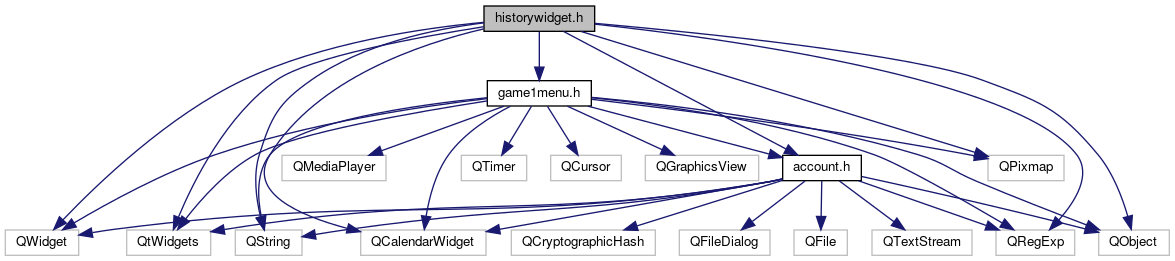 historywidget.h
game1menu.h
QMediaPlayer
QTimer
QCursor
QGraphicsView
account.h
QPixmap
QWidget
QtWidgets
QString
QCalendarWidget
QCryptographicHash
QFileDialog
QFile
QTextStream
QRegExp
QObject